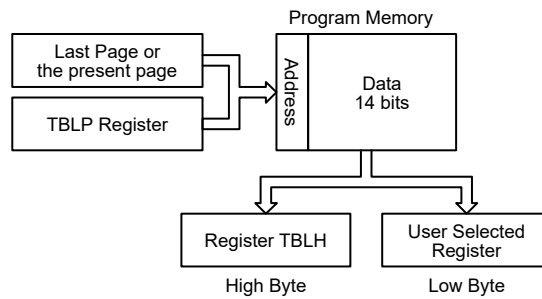 Program Memory
Last Page or
the present page
TBLP Register
Address
Data
14 bits
Register TBLH
User Selected
Register
High Byte
Low Byte